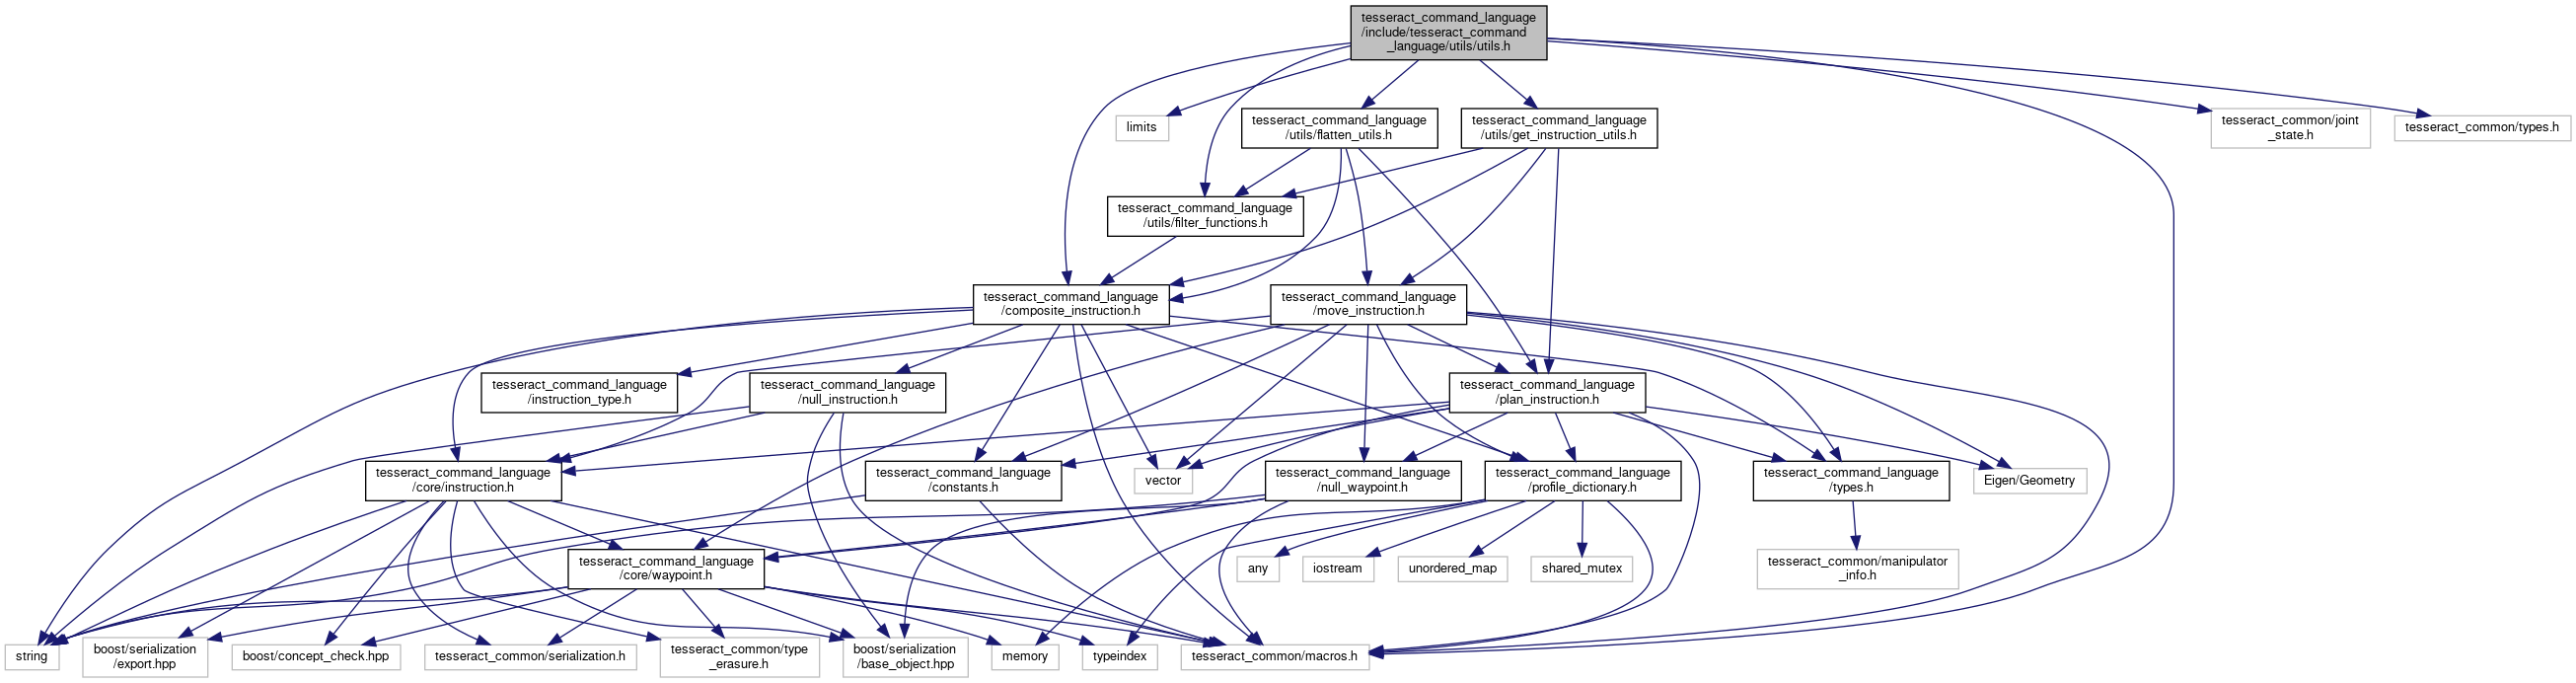 tesseract_command_language
/include/tesseract_command
_language/utils/utils.h
limits
tesseract_command_language
/utils/flatten_utils.h
tesseract_command_language
/utils/get_instruction_utils.h
tesseract_common/joint
_state.h
tesseract_common/types.h
tesseract_command_language
/utils/filter_functions.h
tesseract_command_language
/composite_instruction.h
tesseract_command_language
/move_instruction.h
tesseract_command_language
/instruction_type.h
tesseract_command_language
/null_instruction.h
tesseract_command_language
/plan_instruction.h
tesseract_command_language
/core/instruction.h
tesseract_command_language
/constants.h
vector
tesseract_command_language
/null_waypoint.h
tesseract_command_language
/profile_dictionary.h
tesseract_command_language
/types.h
Eigen/Geometry
tesseract_command_language
/core/waypoint.h
any
iostream
unordered_map
shared_mutex
tesseract_common/manipulator
_info.h
string
boost/serialization
/export.hpp
boost/concept_check.hpp
tesseract_common/serialization.h
tesseract_common/type
_erasure.h
boost/serialization
/base_object.hpp
memory
typeindex
tesseract_common/macros.h